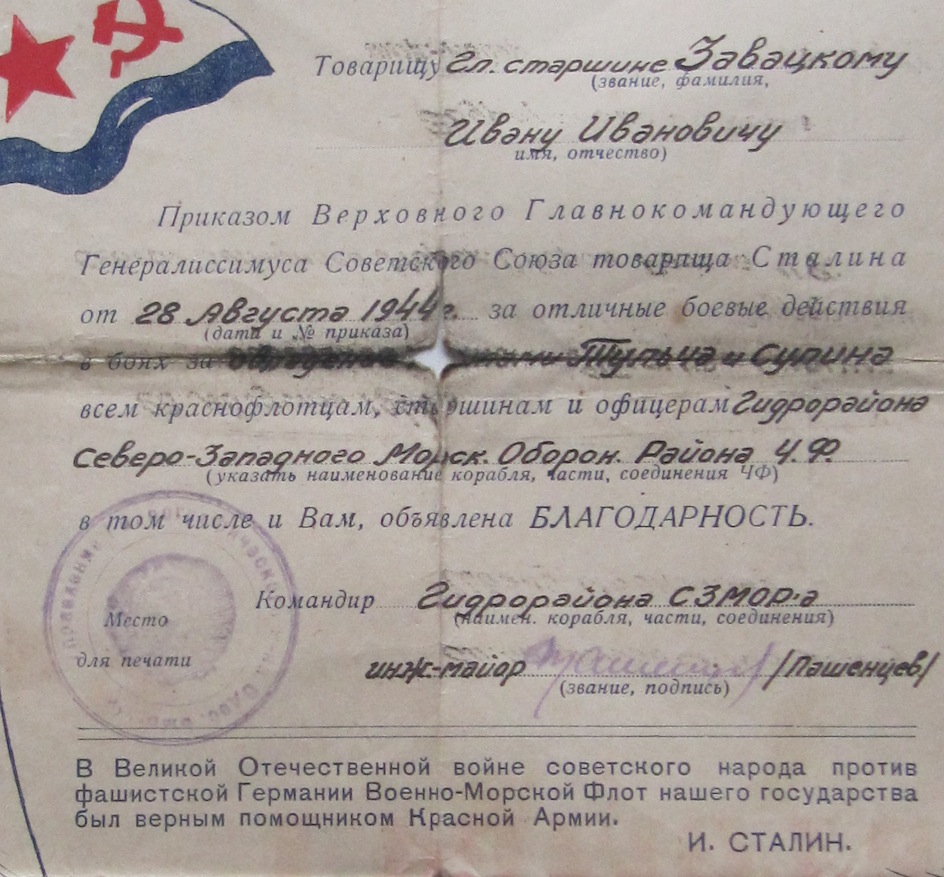 Товарищу Гл. старшине Завацкому
(звание, фамилия,
Ивану Ивановичу
имя, отчество)
Приказом Верховного Главнокомандующего
Генералиссимуса Советского Союза товарища Сталина
от 28 Августа 1944 г. за отличные боевые действия
(дата и № приказа)
в боях за Тульча и Сулина
всем краснофлотцам, старшинам и офицерам Гидрорайона
Северо-Западного Морск. Оборон. Района Ч.Ф.
(указать наименование корабля, части, соединения ЧФ)
в том числе и Вам, объявлена БЛАГОДАРНОСТЬ.
Командир Гидрорайона СЗМОР-а
(наимен. корабля, части, соединения)
Место
для печати
инж-майор /Пашенцев/
(звание, подпись)
В Великой Отечественной войне советского народа против
фашистской Германии Военно-Морской Флот нашего государства
был верным помощником Красной Армии.
И. СТАЛИН.